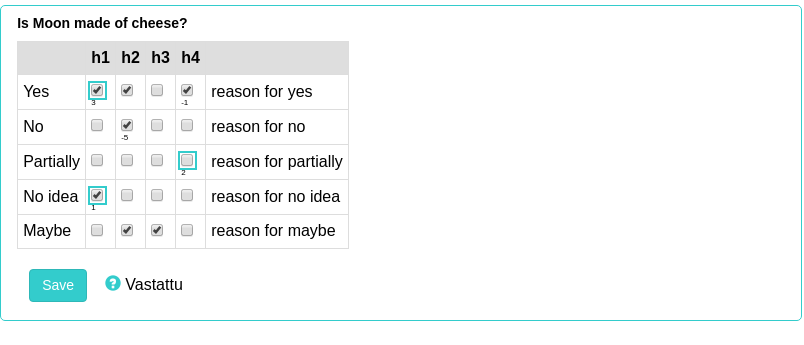 Is Moon made of cheese?
h1 h2 h3 h4
Yes 3 -1 reason for yes
No -5 reason for no
Partially 2 reason for partially
No idea 1 reason for no idea
Maybe reason for maybe
Save ? Vastattu